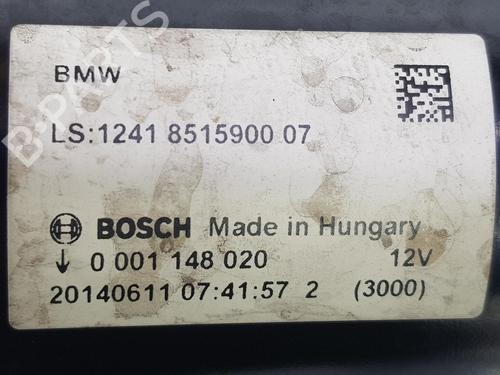 B-PARTS
BMW
LS:1241 8515900 07
BOSCH Made in Hungary
↓ 0 001 148 020 12V
20140611 07:41:57 2 (3000)